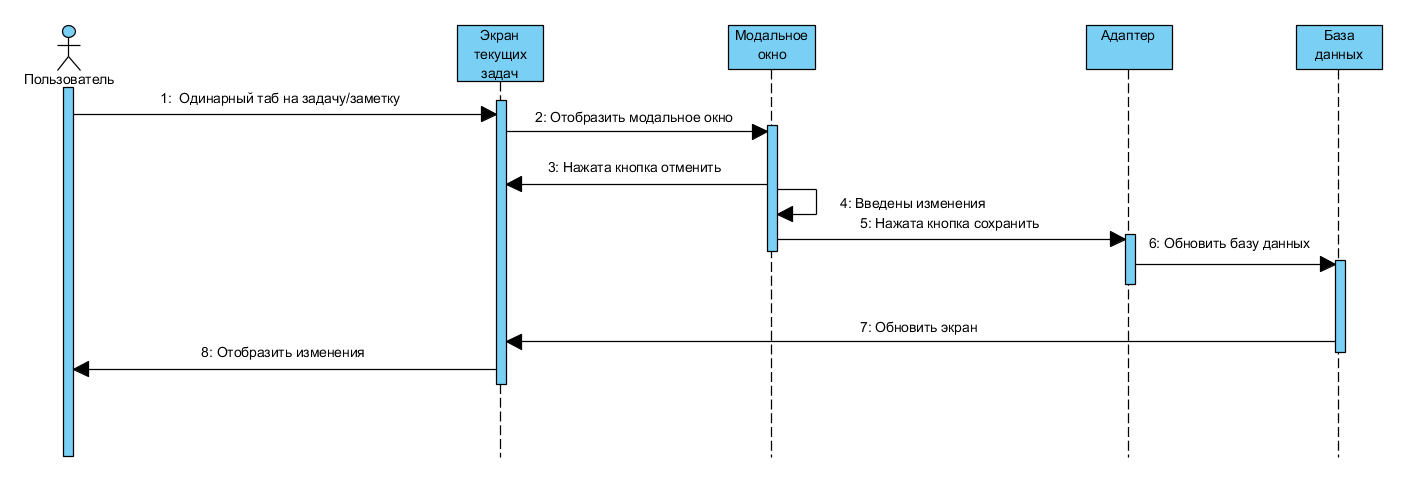 Пользователь
Экран
текущих
задач
Модальное
окно
Адаптер
База
данных
1:  Одинарный таб на задачу/заметку
2: Отобразить модальное окно
3: Нажата кнопка отменить
4: Введены изменения
5: Нажата кнопка сохранить
6: Обновить базу данных
7: Обновить экран
8: Отобразить изменения